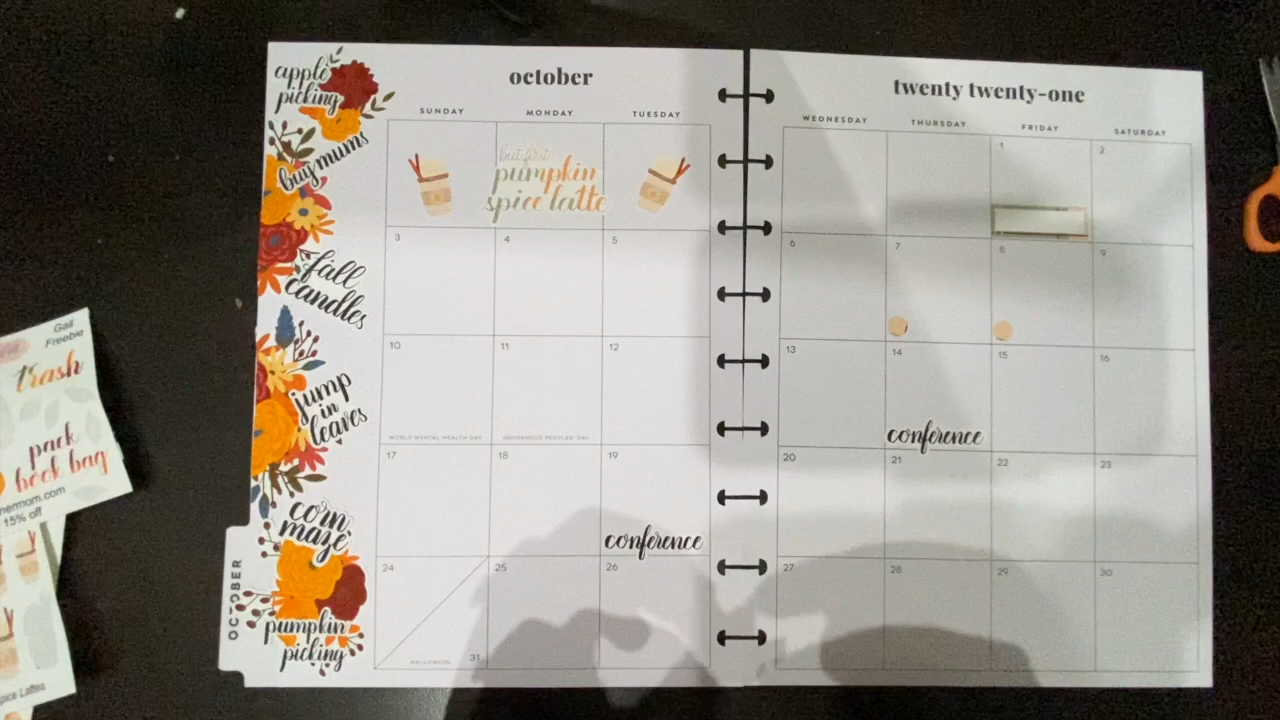 apple
picking
buy mums
fall
candles
jump
in
leaves
corn
maze
pumpkin
picking
OCTOBER
october
SUNDAY MONDAY TUESDAY
but first
pumpkin
spice latte
3 4 5
10 11 12
WORLD MENTAL HEALTH DAY INDIGENOUS PEOPLES' DAY
17 18 19
conference
24 25 26
HALLOWEEN 31
twenty twenty-one
WEDNESDAY THURSDAY FRIDAY SATURDAY
1 2
6 7 8 9
13 14 15 16
conference
20 21 22 23
27 28 29 30
Gail
Freebie
trash
pack
book bag
15% off
Lattes